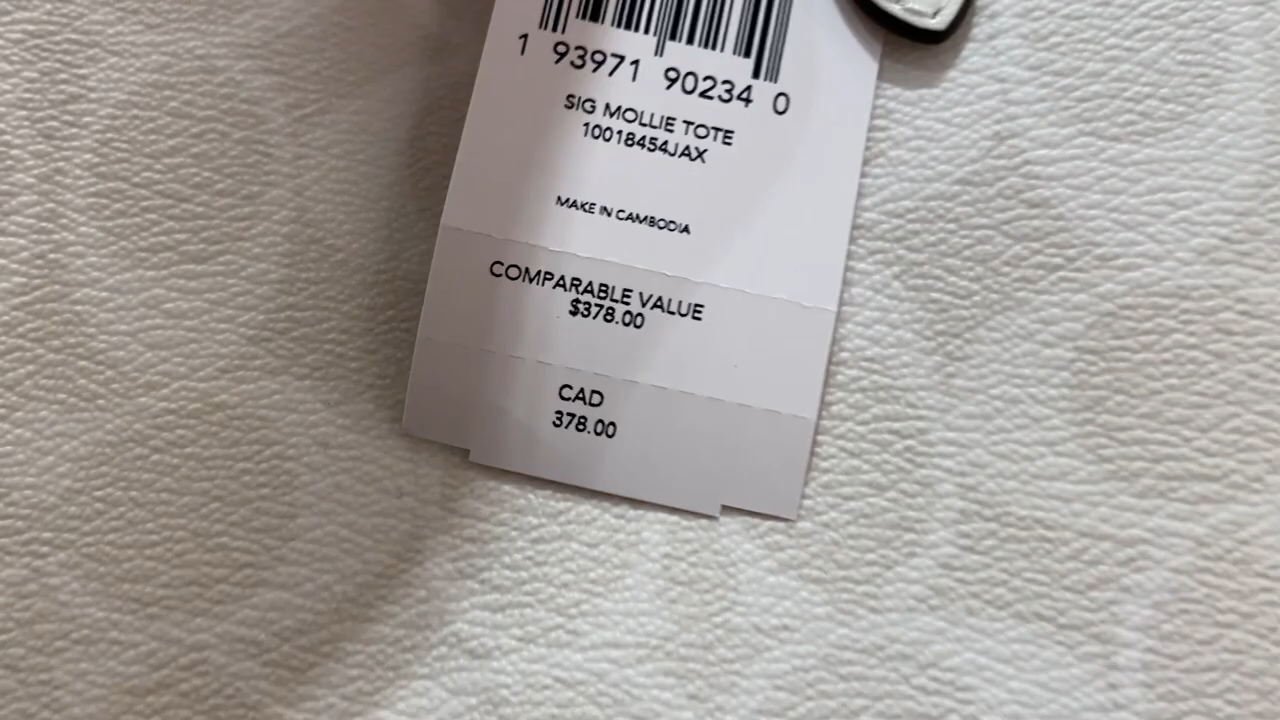 1 93971 90234 0
SIG MOLLIE TOTE
10018454JAX
MAKE IN CAMBODIA
COMPARABLE VALUE
$378.00
CAD
378.00